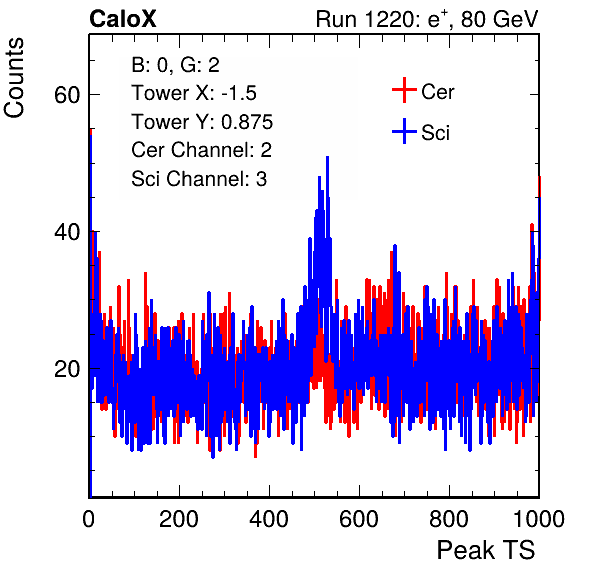 CaloX Run 1220: e⁺, 80 GeV
Counts
B: 0, G: 2
Tower X: -1.5
Tower Y: 0.875
Cer Channel: 2
Sci Channel: 3
Cer
Sci
60
40
20
0 200 400 600 800 1000
Peak TS